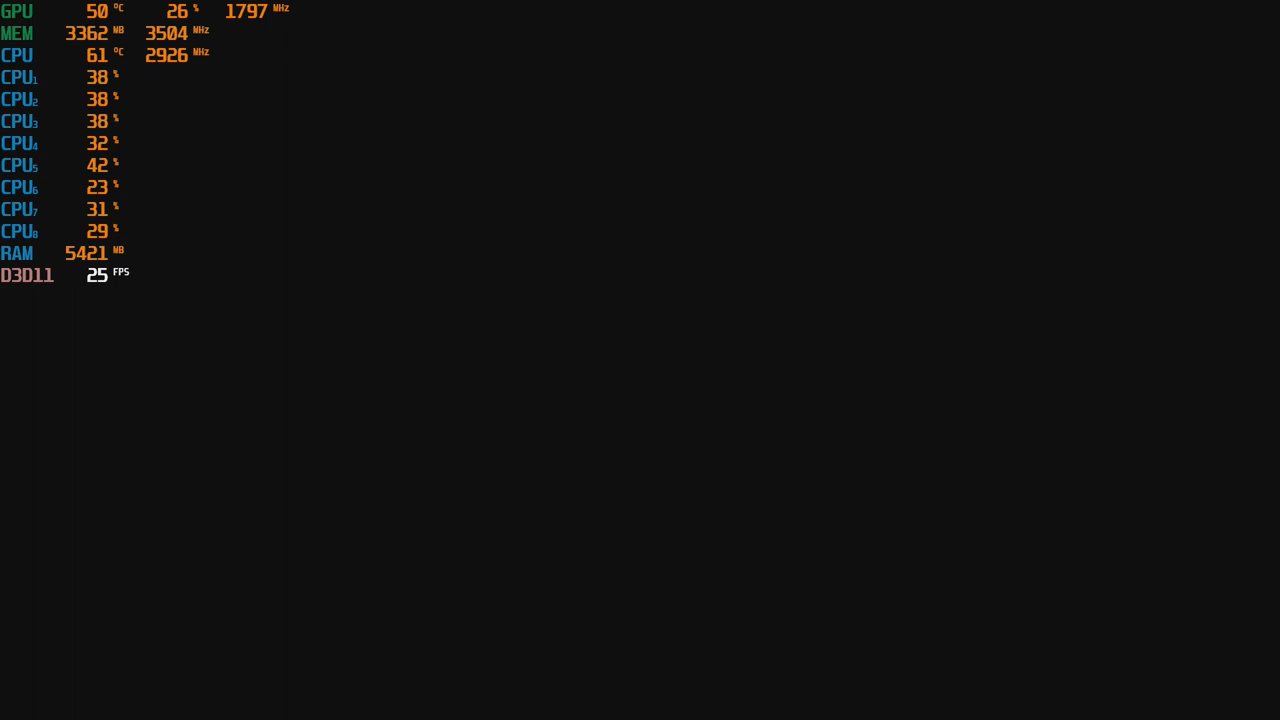 GPU 50 °C 26 % 1797 MHz
MEM 3362 MB 3504 MHz
CPU 61 °C 2926 MHz
CPU1 38 %
CPU2 38 %
CPU3 38 %
CPU4 32 %
CPU5 42 %
CPU6 23 %
CPU7 31 %
CPU8 29 %
RAM 5421 MB
D3D11 25 FPS